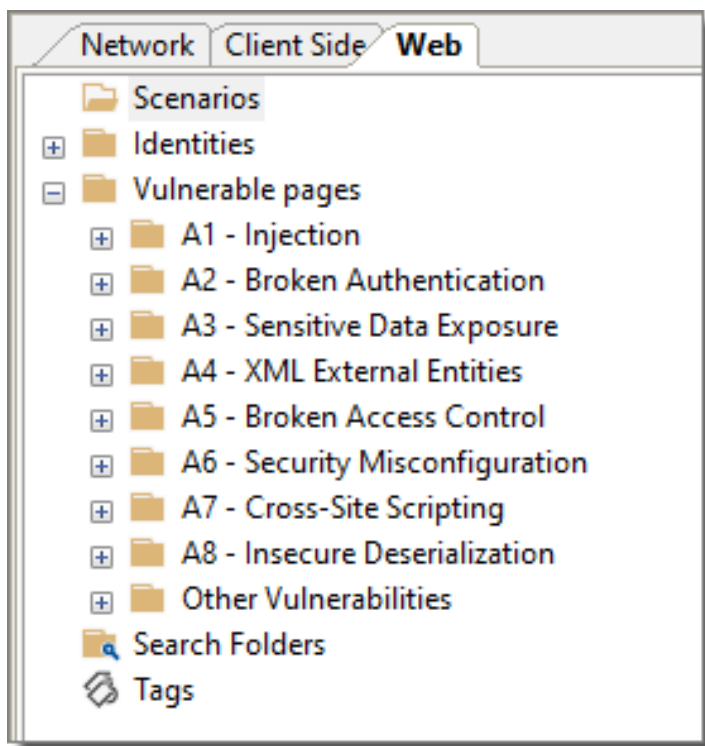 Network Client Side Web
Scenarios
Identities
Vulnerable pages
A1 - Injection
A2 - Broken Authentication
A3 - Sensitive Data Exposure
A4 - XML External Entities
A5 - Broken Access Control
A6 - Security Misconfiguration
A7 - Cross-Site Scripting
A8 - Insecure Deserialization
Other Vulnerabilities
Search Folders
Tags